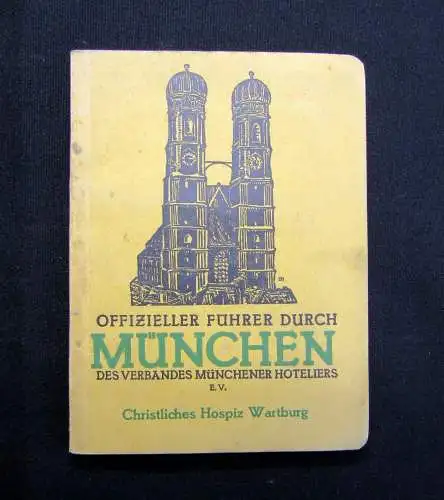 OFFIZIELLER FÜHRER DURCH
MÜNCHEN
DES VERBANDES MÜNCHENER HOTELIERS
E.V.
Christliches Hospiz Wartburg